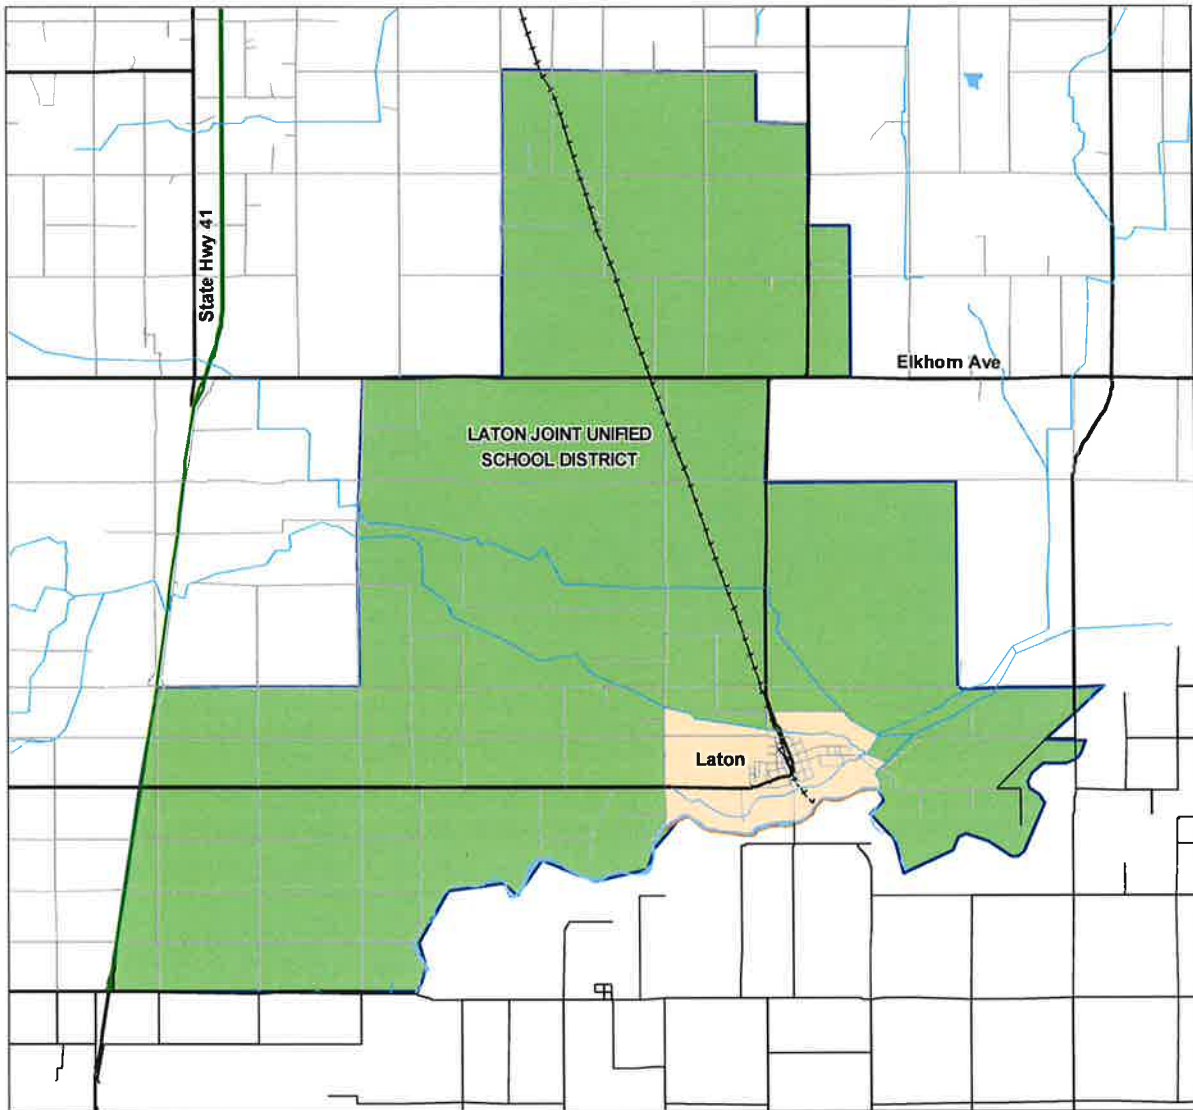 State Hwy 41
Elkhorn Ave
LATON JOINT UNIFIED
SCHOOL DISTRICT
Laton